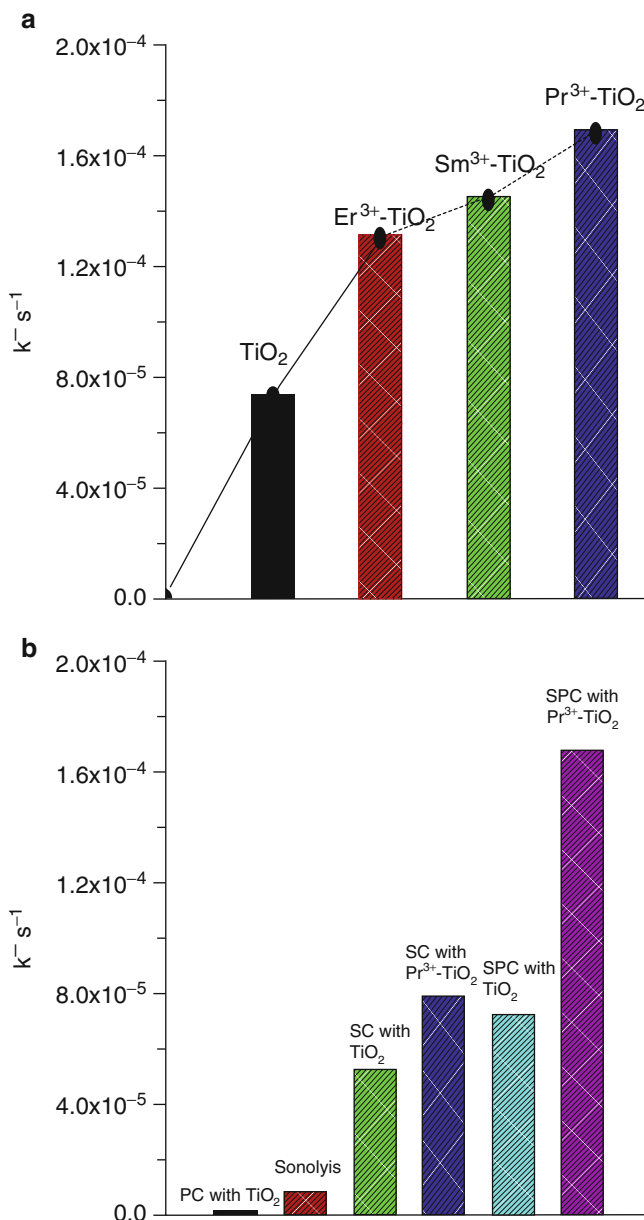 a
2.0x10⁻⁴
1.6x10⁻⁴
1.2x10⁻⁴
8.0x10⁻⁵
4.0x10⁻⁵
0.0
k⁻ s⁻¹
TiO₂
Er³⁺-TiO₂
Sm³⁺-TiO₂
Pr³⁺-TiO₂
b
2.0x10⁻⁴
1.6x10⁻⁴
1.2x10⁻⁴
8.0x10⁻⁵
4.0x10⁻⁵
0.0
k⁻ s⁻¹
PC with TiO₂
Sonolyis
SC with
TiO₂
SC with
Pr³⁺-TiO₂
SPC with
TiO₂
SPC with
Pr³⁺-TiO₂